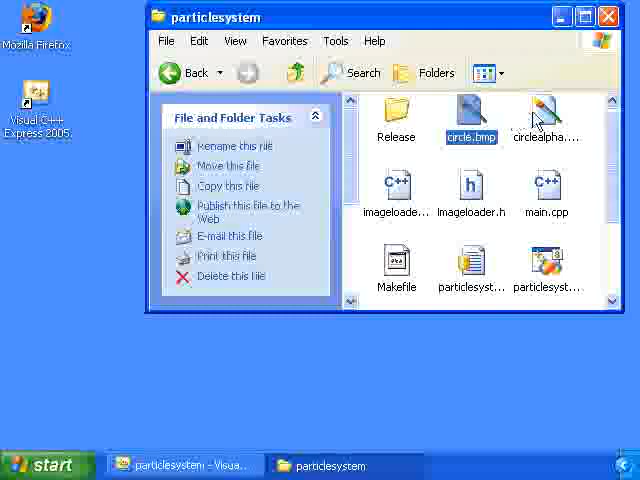 particlesystem
File Edit View Favorites Tools Help
Back Search Folders
Mozilla Firefox
Visual C++
Express 2005.
File and Folder Tasks
Rename this file
Move this file
Copy this file
Publish this file to the
Web
E-mail this file
Print this file
Delete this file
Release circle.bmp circlealpha....
imageloade... imageloader.h main.cpp
Makefile particlesyst... particlesyst....
start particlesystem - Visua... particlesystem